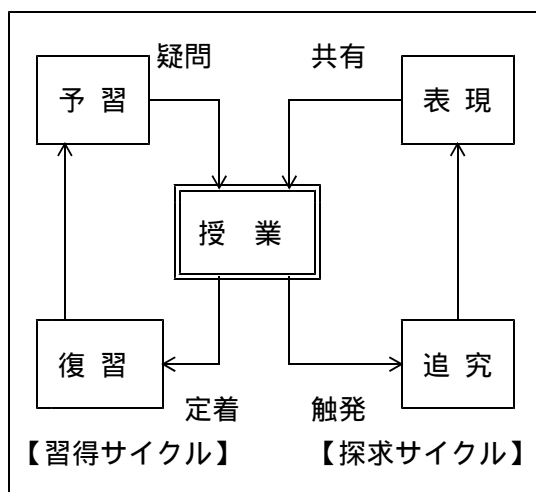 疑問 共有
予習 表現
授業
復習 追究
定着 触発
【習得サイクル】 【探求サイクル】